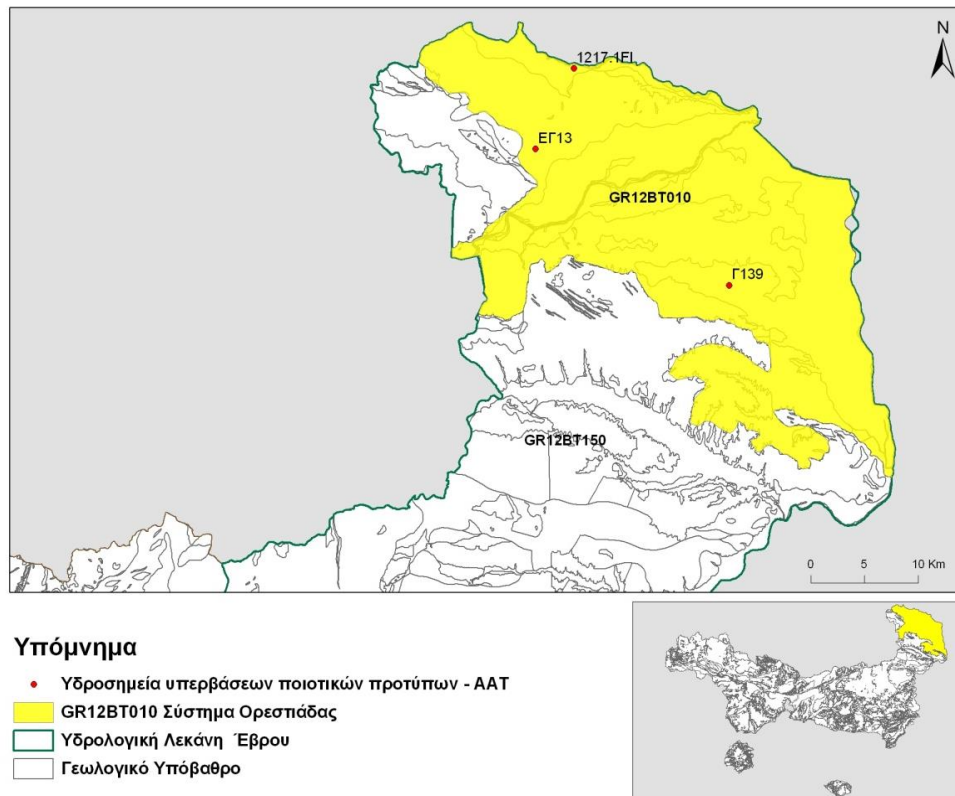 N
1217.1ΕΙ
ΕΓ13
GR12BT010
Γ139
GR12BT150
0 5 10 Km
Υπόμνημα
Υδροσημεία υπερβάσεων ποιοτικών προτύπων - ΑΑΤ
GR12BT010 Σύστημα Ορεστιάδας
Υδρολογική Λεκάνη Έβρου
Γεωλογικό Υπόβαθρο